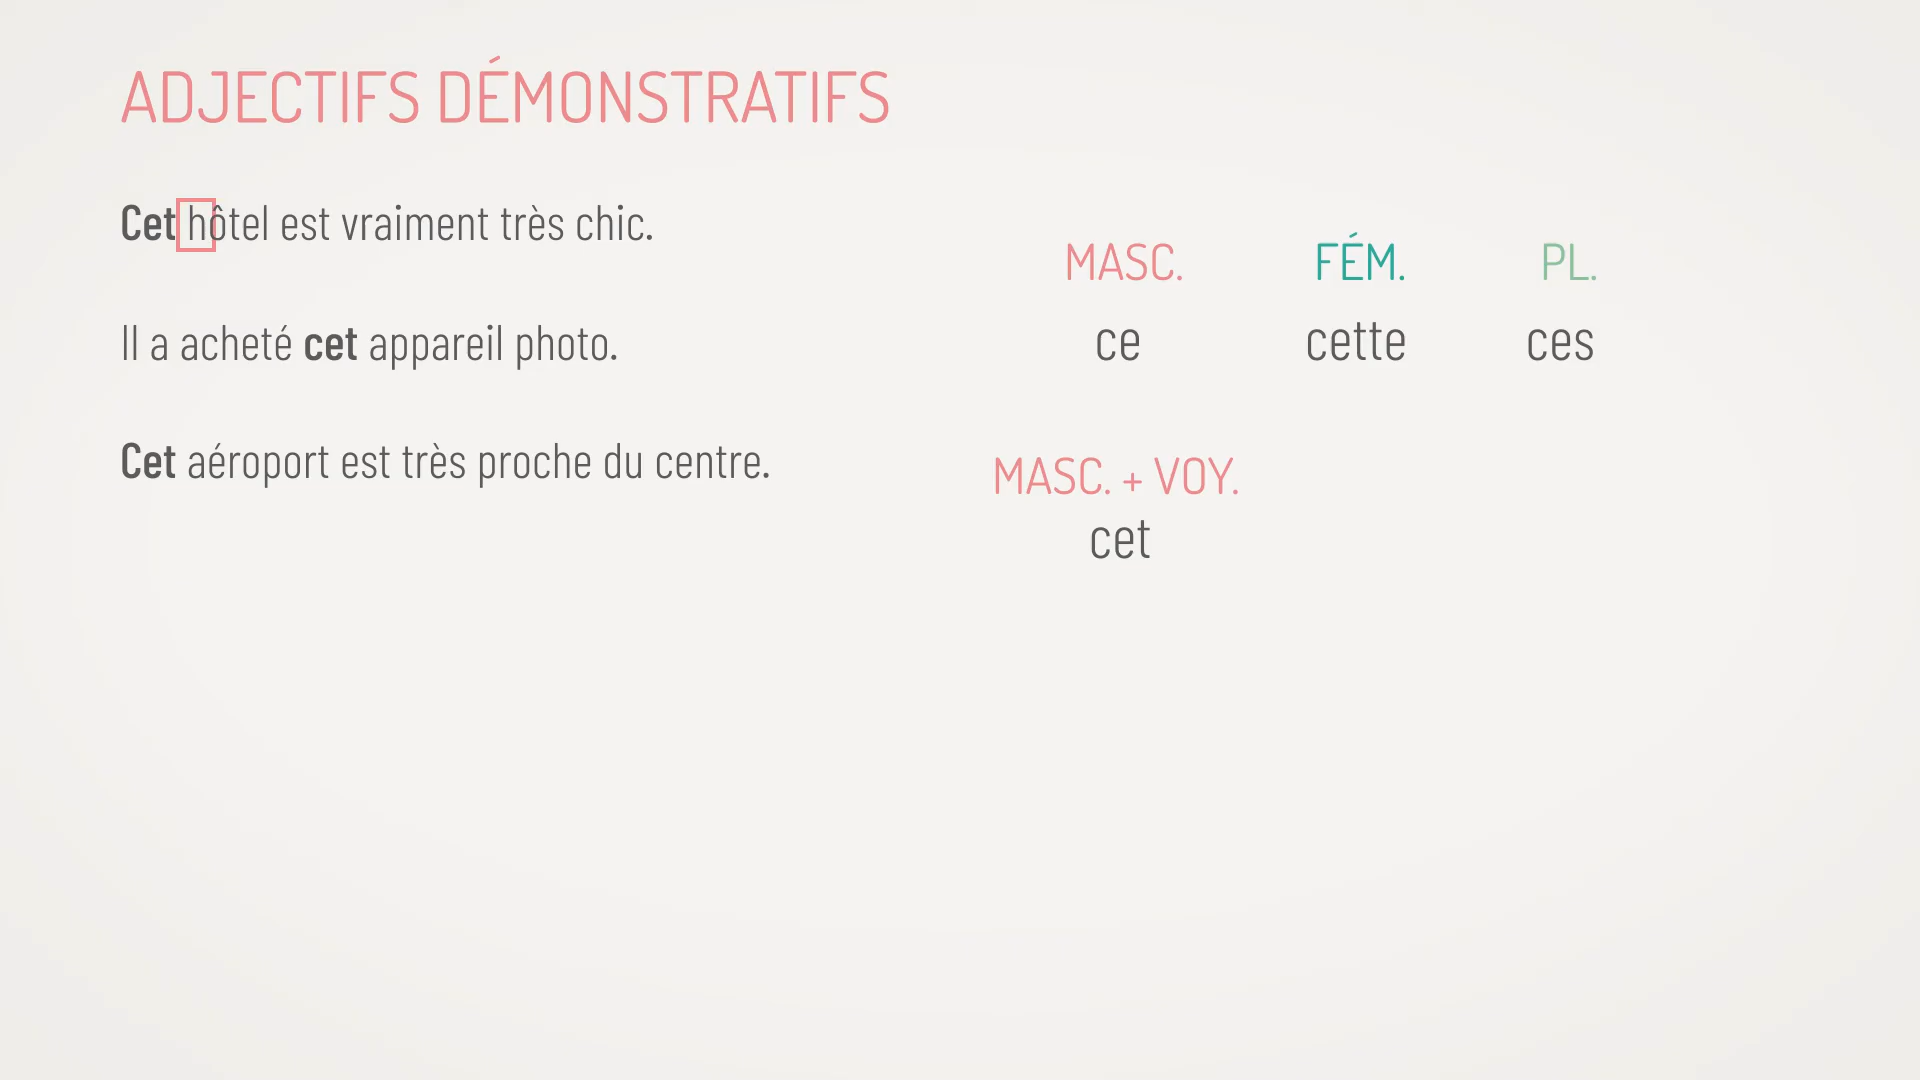 ADJECTIFS DÉMONSTRATIFS
Cet hôtel est vraiment très chic.
Il a acheté cet appareil photo.
Cet aéroport est très proche du centre.
MASC. FÉM. PL.
ce cette ces
MASC. + VOY.
cet